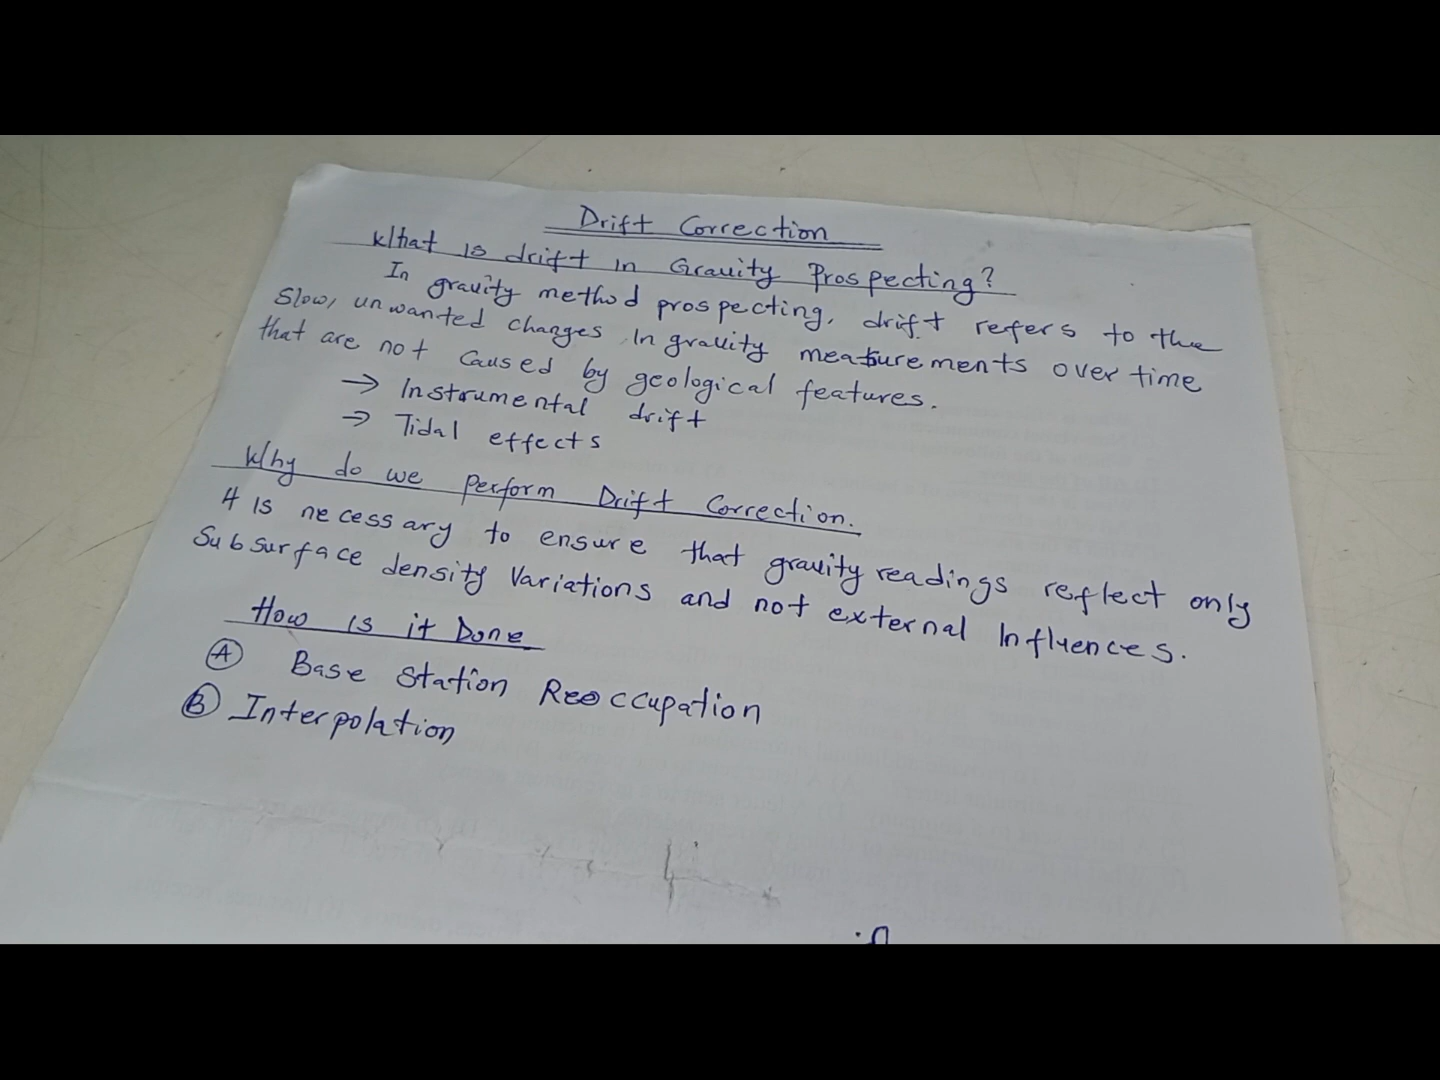 Drift Correction
What is drift in Gravity Prospecting?
In gravity method prospecting, drift refers to the
Slow, unwanted changes in gravity measurements over time
that are not caused by geological features.
→ Instrumental drift
→ Tidal effects
Why do we perform Drift Correction.
It is necessary to ensure that gravity readings reflect only
Subsurface density Variations and not external Influences.
How is it Done
Ⓐ Base Station Reoccupation
Ⓑ Interpolation